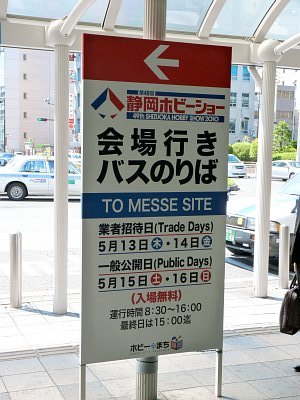 第49回
静岡ホビーショー
49th SHIZUOKA HOBBY SHOW 2010
会場行き
バスのりば
TO MESSE SITE
業者招待日(Trade Days)
5月13日木・14日金
一般公開日(Public Days)
5月15日土・16日日
(入場無料)
運行時間 8:30～16:00
最終日は15:00迄
ホビーのまち